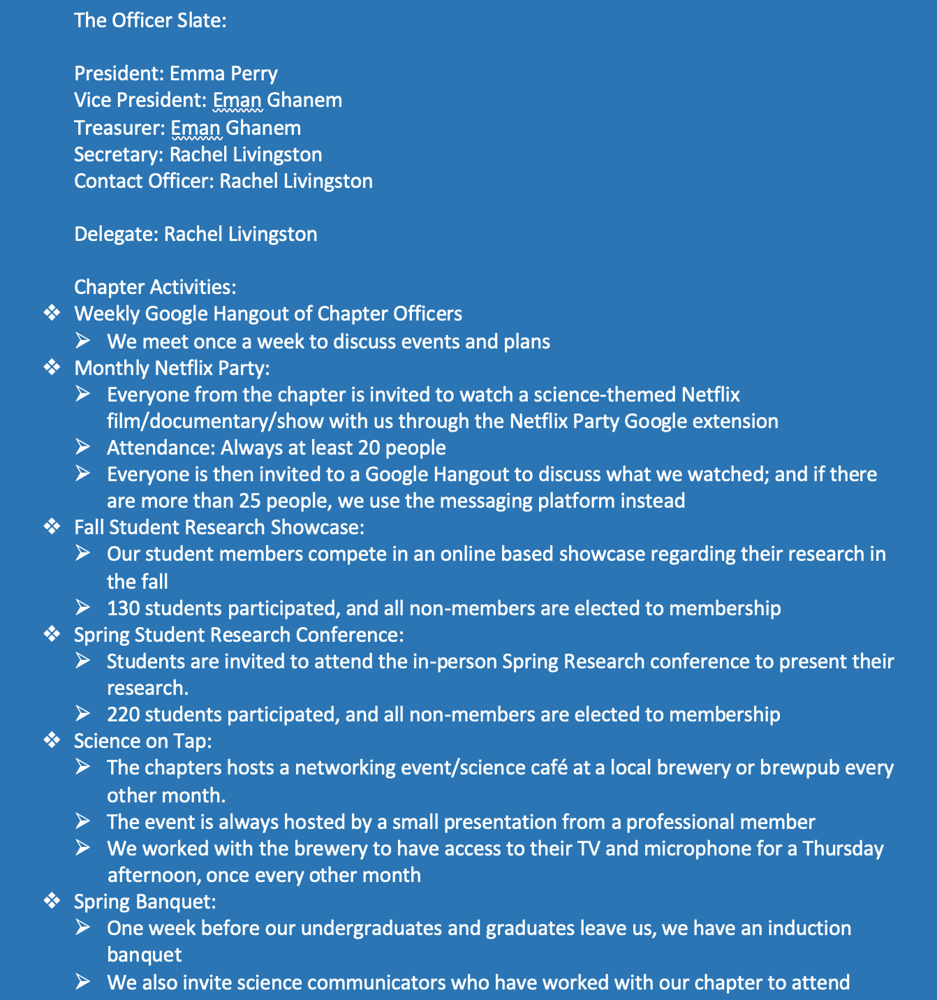 The Officer Slate:
President: Emma Perry
Vice President: Eman Ghanem
Treasurer: Eman Ghanem
Secretary: Rachel Livingston
Contact Officer: Rachel Livingston
Delegate: Rachel Livingston
Chapter Activities:
❖ Weekly Google Hangout of Chapter Officers
➢ We meet once a week to discuss events and plans
❖ Monthly Netflix Party:
➢ Everyone from the chapter is invited to watch a science-themed Netflix
film/documentary/show with us through the Netflix Party Google extension
➢ Attendance: Always at least 20 people
➢ Everyone is then invited to a Google Hangout to discuss what we watched; and if there
are more than 25 people, we use the messaging platform instead
❖ Fall Student Research Showcase:
➢ Our student members compete in an online based showcase regarding their research in
the fall
➢ 130 students participated, and all non-members are elected to membership
❖ Spring Student Research Conference:
➢ Students are invited to attend the in-person Spring Research conference to present their
research.
➢ 220 students participated, and all non-members are elected to membership
❖ Science on Tap:
➢ The chapters hosts a networking event/science café at a local brewery or brewpub every
other month.
➢ The event is always hosted by a small presentation from a professional member
➢ We worked with the brewery to have access to their TV and microphone for a Thursday
afternoon, once every other month
❖ Spring Banquet:
➢ One week before our undergraduates and graduates leave us, we have an induction
banquet
➢ We also invite science communicators who have worked with our chapter to attend